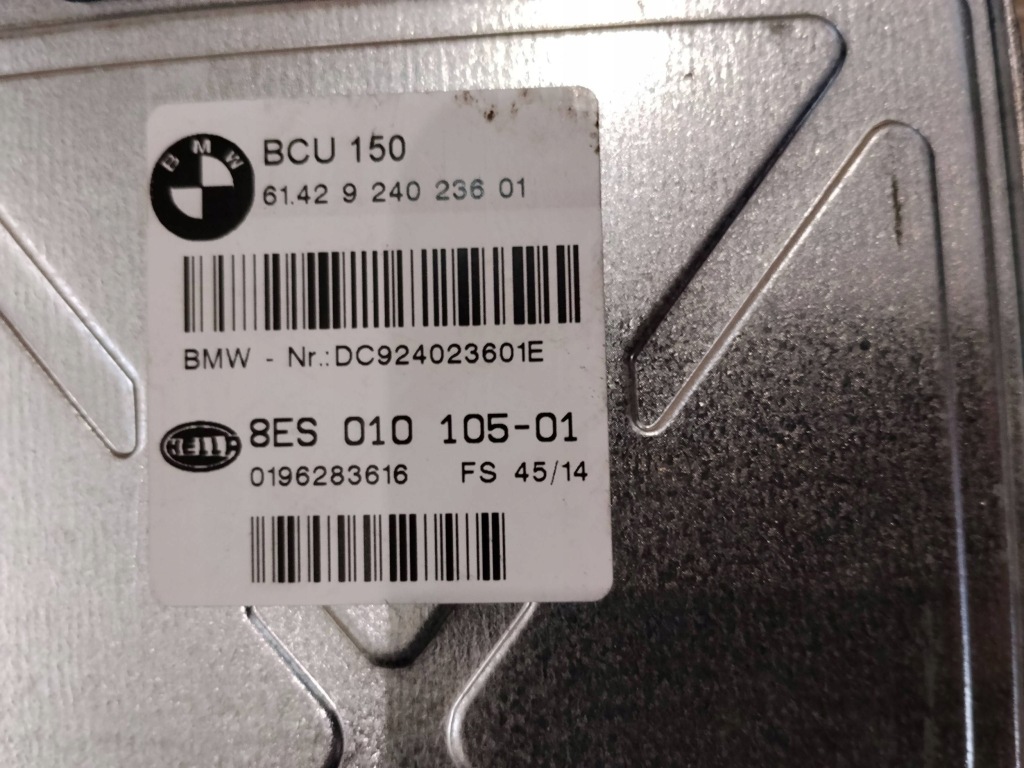 BMW
BCU 150
61.42 9 240 236 01
BMW - Nr.:DC924023601E
HELLA
8ES 010 105-01
0196283616 FS 45/14